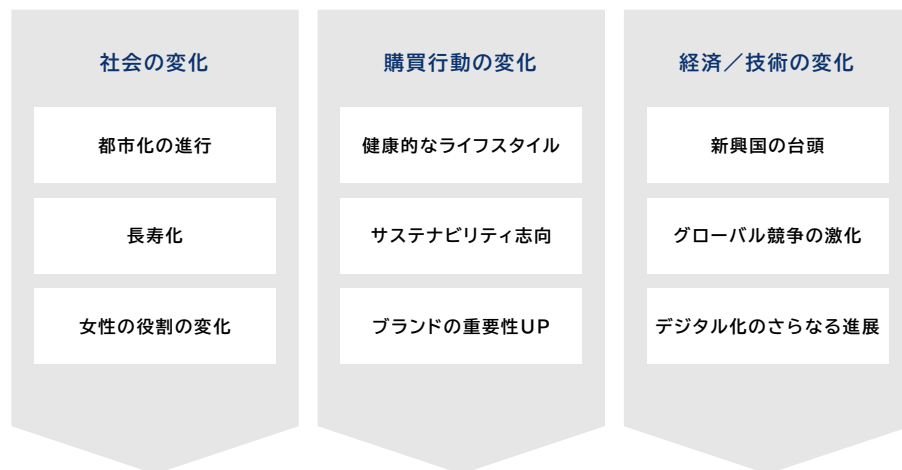 社会の変化
都市化の進行
長寿化
女性の役割の変化
購買行動の変化
健康的なライフスタイル
サステナビリティ志向
ブランドの重要性UP
経済／技術の変化
新興国の台頭
グローバル競争の激化
デジタル化のさらなる進展